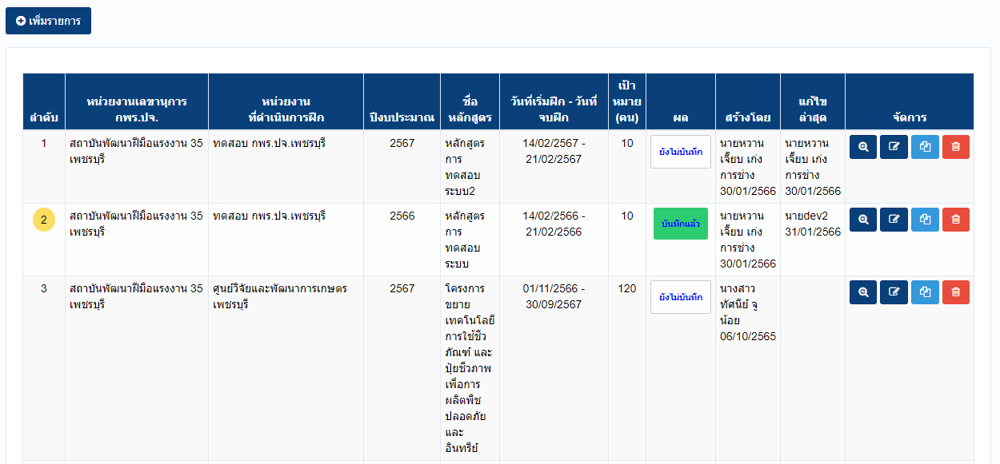 เพิ่มรายการ
ลำดับ
หน่วยงานเลขานุการ
กพร.ปจ.
หน่วยงาน
ที่ดำเนินการฝึก
ปีงบประมาณ
ชื่อ
หลักสูตร
วันที่เริ่มฝึก - วันที่
จบฝึก
เป้า
หมาย
(คน)
ผล
สร้างโดย
แก้ไข
ล่าสุด
จัดการ
1
สถาบันพัฒนาฝีมือแรงงาน 35
เพชรบุรี
ทดสอบ กพร.ปจ.เพชรบุรี
2567
หลักสูตร
การ
ทดสอบ
ระบบ2
14/02/2567 -
21/02/2567
10
ยังไม่บันทึก
นายหวาน
เจี๊ยบ เก่ง
การช่าง
30/01/2566
นายหวาน
เจี๊ยบ เก่ง
การช่าง
30/01/2566
2
สถาบันพัฒนาฝีมือแรงงาน 35
เพชรบุรี
ทดสอบ กพร.ปจ.เพชรบุรี
2566
หลักสูตร
การ
ทดสอบ
ระบบ
14/02/2566 -
21/02/2566
10
บันทึกแล้ว
นายหวาน
เจี๊ยบ เก่ง
การช่าง
30/01/2566
นายdev2
31/01/2566
3
สถาบันพัฒนาฝีมือแรงงาน 35
เพชรบุรี
ศูนย์วิจัยและพัฒนาการเกษตร
เพชรบุรี
2567
โครงการ
ขยาย
เทคโนโลยี
การใช้ชีว
ภัณฑ์ และ
ปุ๋ยชีวภาพ
เพื่อการ
ผลิตพืช
ปลอดภัย
และ
อินทรีย์
01/11/2566 -
30/09/2567
120
ยังไม่บันทึก
นางสาว
ทัศนีย์ จู
น้อย
06/10/2565